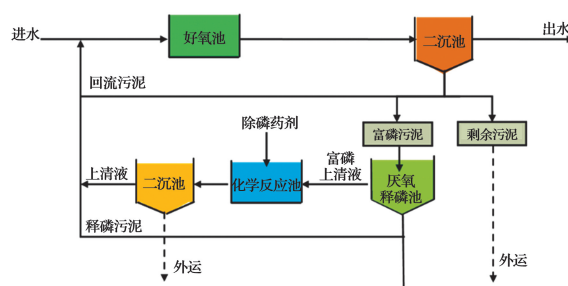 进水
好氧池
二沉池
出水
回流污泥
除磷药剂
富磷污泥
剩余污泥
上清液
二沉池
化学反应池
富磷
上清液
厌氧
释磷池
释磷污泥
外运
外运